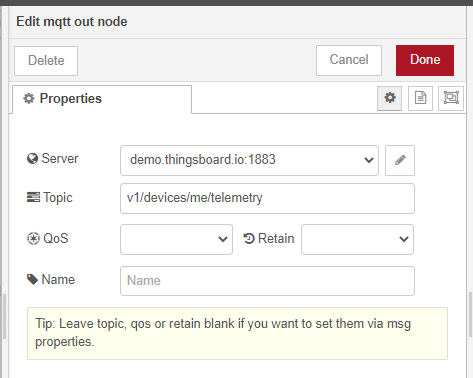 Edit mqtt out node
Delete Cancel Done
Properties
Server demo.thingsboard.io:1883
Topic v1/devices/me/telemetry
QoS Retain
Name Name
Tip: Leave topic, qos or retain blank if you want to set them via msg
properties.